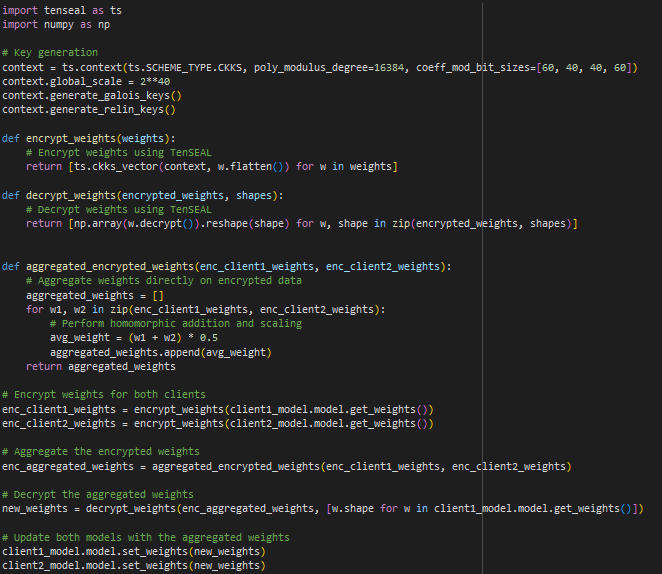 import tenseal as ts
import numpy as np
# Key generation
context = ts.context(ts.SCHEME_TYPE.CKKS, poly_modulus_degree=16384, coeff_mod_bit_sizes=[60, 40, 40, 60])
context.global_scale = 2**40
context.generate_galois_keys()
context.generate_relin_keys()
def encrypt_weights(weights):
    # Encrypt weights using TenSEAL
    return [ts.ckks_vector(context, w.flatten()) for w in weights]
def decrypt_weights(encrypted_weights, shapes):
    # Decrypt weights using TenSEAL
    return [np.array(w.decrypt()).reshape(shape) for w, shape in zip(encrypted_weights, shapes)]
def aggregated_encrypted_weights(enc_client1_weights, enc_client2_weights):
    # Aggregate weights directly on encrypted data
    aggregated_weights = []
    for w1, w2 in zip(enc_client1_weights, enc_client2_weights):
        # Perform homomorphic addition and scaling
        avg_weight = (w1 + w2) * 0.5
        aggregated_weights.append(avg_weight)
    return aggregated_weights
# Encrypt weights for both clients
enc_client1_weights = encrypt_weights(client1_model.model.get_weights())
enc_client2_weights = encrypt_weights(client2_model.model.get_weights())
# Aggregate the encrypted weights
enc_aggregated_weights = aggregated_encrypted_weights(enc_client1_weights, enc_client2_weights)
# Decrypt the aggregated weights
new_weights = decrypt_weights(enc_aggregated_weights, [w.shape for w in client1_model.model.get_weights()])
# Update both models with the aggregated weights
client1_model.model.set_weights(new_weights)
client2_model.model.set_weights(new_weights)